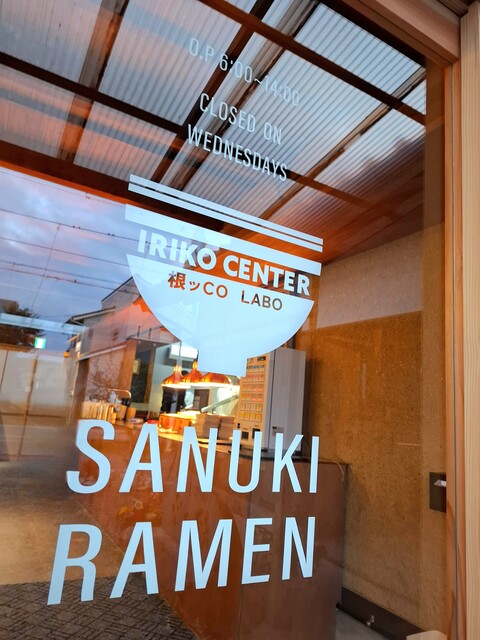 O.P 6:00~14:00
CLOSED ON
WEDNESDAYS
IRIKO CENTER
根ッCO LABO
SANUKI
RAMEN